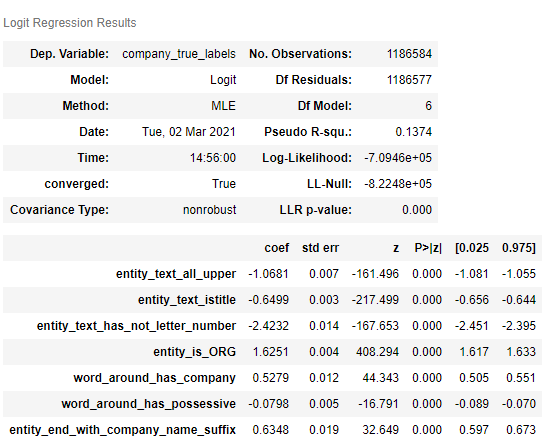 Logit Regression Results
Dep. Variable: company_true_labels No. Observations: 1186584
Model: Logit Df Residuals: 1186577
Method: MLE Df Model: 6
Date: Tue, 02 Mar 2021 Pseudo R-squ.: 0.1374
Time: 14:56:00 Log-Likelihood: -7.0946e+05
converged: True LL-Null: -8.2248e+05
Covariance Type: nonrobust LLR p-value: 0.000
coef std err z P>|z| [0.025 0.975]
entity_text_all_upper -1.0681 0.007 -161.496 0.000 -1.081 -1.055
entity_text_istitle -0.6499 0.003 -217.499 0.000 -0.656 -0.644
entity_text_has_not_letter_number -2.4232 0.014 -167.653 0.000 -2.451 -2.395
entity_is_ORG 1.6251 0.004 408.294 0.000 1.617 1.633
word_around_has_company 0.5279 0.012 44.343 0.000 0.505 0.551
word_around_has_possessive -0.0798 0.005 -16.791 0.000 -0.089 -0.070
entity_end_with_company_name_suffix 0.6348 0.019 32.649 0.000 0.597 0.673